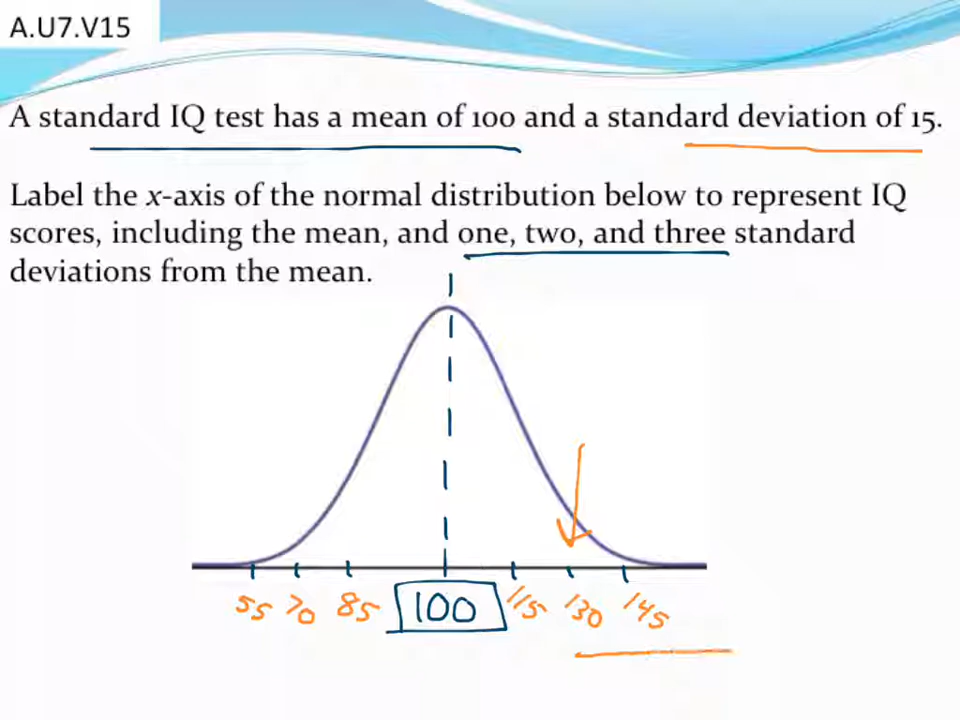 A.U7.V15
A standard IQ test has a mean of 100 and a standard deviation of 15.
Label the x-axis of the normal distribution below to represent IQ
scores, including the mean, and one, two, and three standard
deviations from the mean.
55 70 85 100 115 130 145